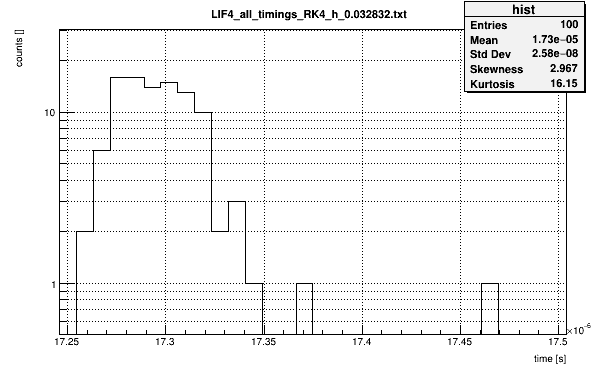 LIF4_all_timings_RK4_h_0.032832.txt
hist
Entries 100
Mean 1.73e−05
Std Dev 2.58e−08
Skewness 2.967
Kurtosis 16.15
counts []
10
1
17.25 17.3 17.35 17.4 17.45 17.5
×10−6
time [s]